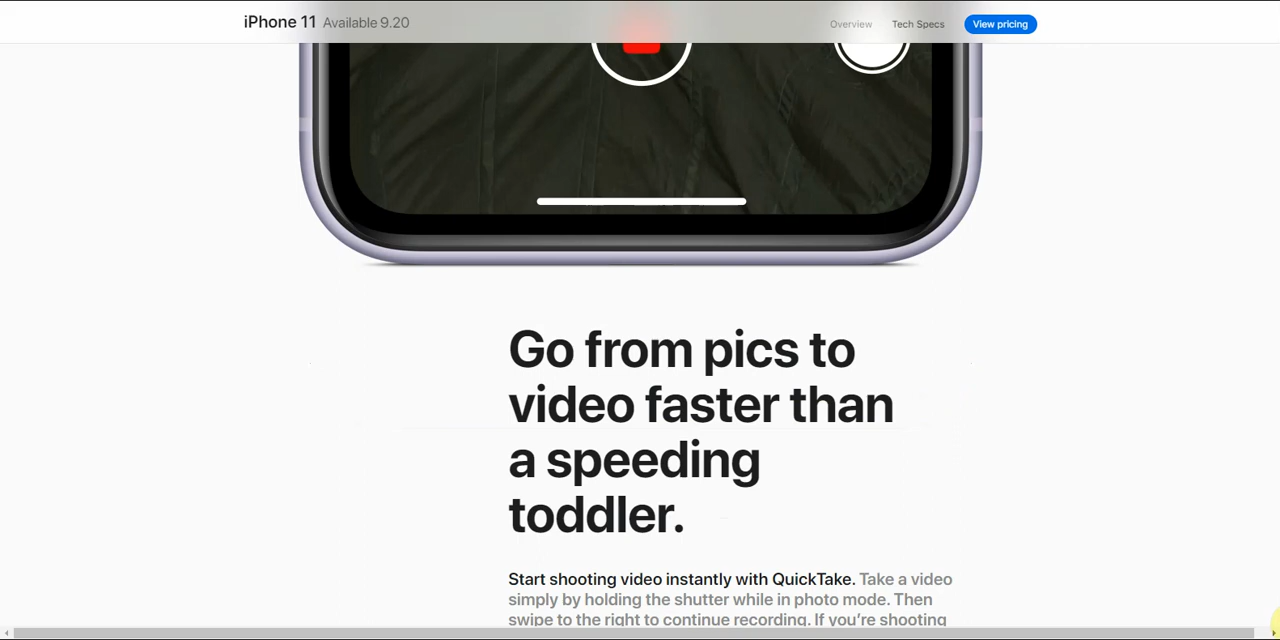 iPhone 11 Available 9.20
Overview Tech Specs View pricing
Go from pics to
video faster than
a speeding
toddler.
Start shooting video instantly with QuickTake. Take a video
simply by holding the shutter while in photo mode. Then
swipe to the right to continue recording. If you’re shooting